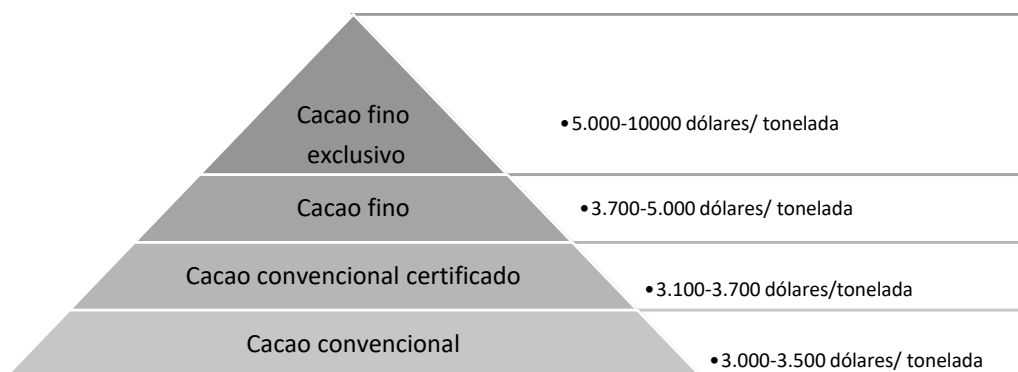 Cacao fino
exclusivo
•5.000-10000 dólares/ tonelada
Cacao fino
•3.700-5.000 dólares/ tonelada
Cacao convencional certificado
•3.100-3.700 dólares/tonelada
Cacao convencional
•3.000-3.500 dólares/ tonelada